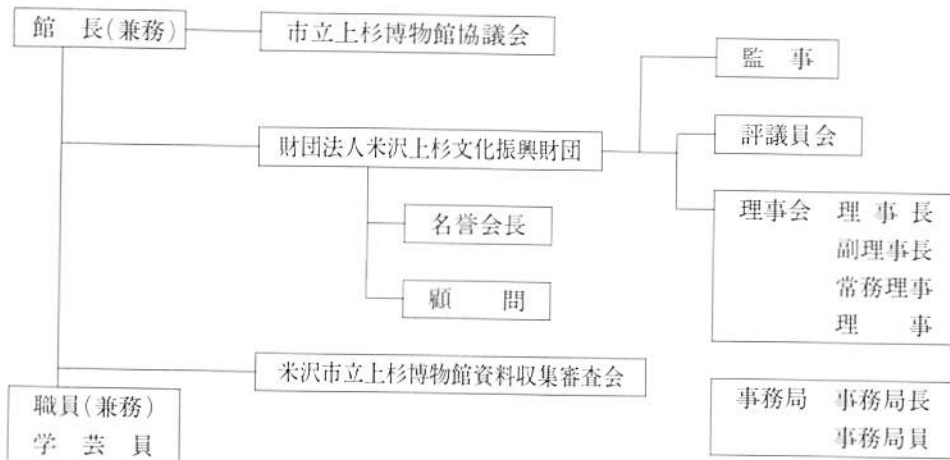 館 長(兼務)
市立上杉博物館協議会
監 事
財団法人米沢上杉文化振興財団
評議員会
理事会 理 事 長
副理事長
常務理事
理 事
名誉会長
顧 問
米沢市立上杉博物館資料収集審査会
職員(兼務)
学 芸 員
事務局 事務局長
事務局員